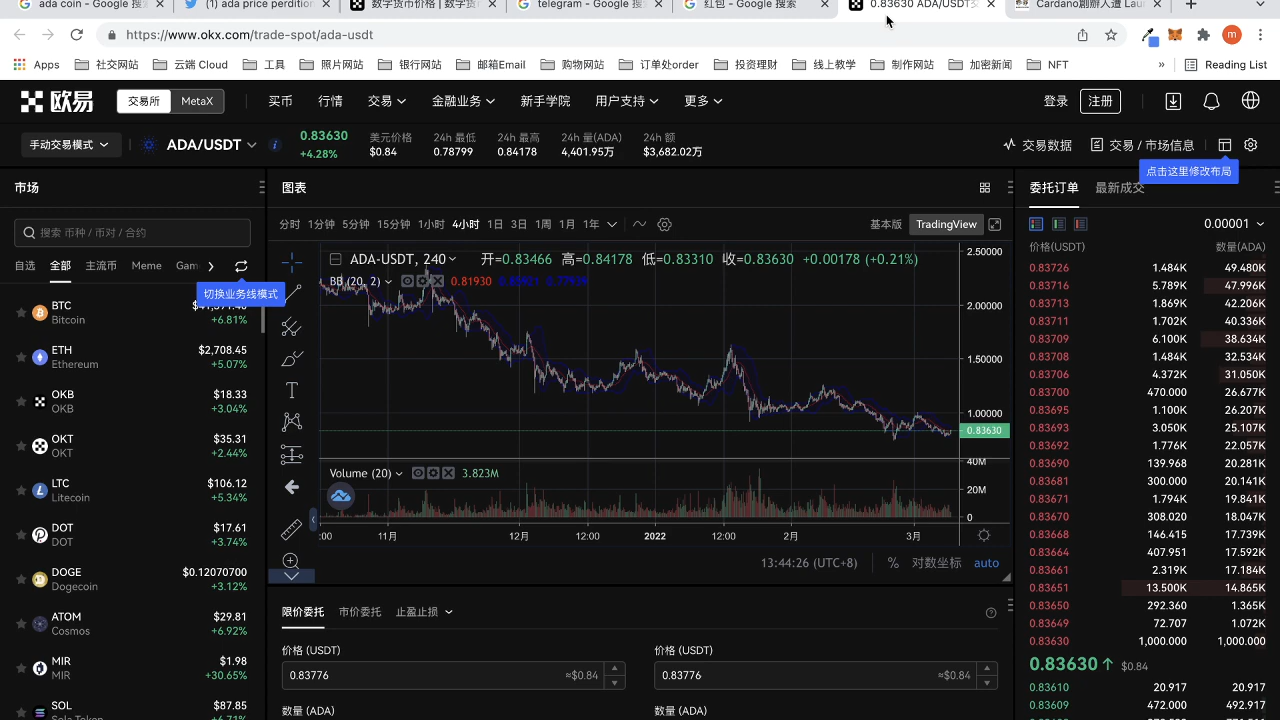 ada coin - Google 搜
ada price perdition
数字货币价格 | 数字货
telegram - Google 搜
红包 - Google 搜索
0.83630 ADA/USDT交
Cardano創辦人遭 Lau
https://www.okx.com/trade-spot/ada-usdt
m
Apps
社交网站
云端 Cloud
工具
照片网站
银行网站
邮箱Email
购物网站
订单处order
投资理财
线上教学
制作网站
加密新闻
NFT
»
Reading List
欧易
交易所
MetaX
买币
行情
交易
金融业务
新手学院
用户支持
更多
登录
注册
手动交易模式
ADA/USDT
0.83630
+4.28%
美元价格
$0.84
24h 最低
0.78799
24h 最高
0.84178
24h 量(ADA)
4,401.95万
24h 额
$3,682.02万
交易数据
交易 / 市场信息
点击这里修改布局
市场
搜索 币种 / 币对 / 合约
自选
全部
主流币
Meme
Gam
切换业务线模式
BTC
Bitcoin
+6.81%
ETH
$2,708.45
Ethereum
+5.07%
OKB
$18.33
OKB
+3.04%
OKT
$35.31
OKT
+2.44%
LTC
$106.12
Litecoin
+5.34%
DOT
$17.61
DOT
+3.74%
DOGE
$0.12070700
Dogecoin
+3.12%
ATOM
$29.81
Cosmos
+6.92%
MIR
$1.98
MIR
+30.65%
SOL
$87.85
图表
分时
1分钟
5分钟
15分钟
1小时
4小时
1日
3日
1周
1月
1年
基本版
TradingView
ADA-USDT, 240
开=0.83466 高=0.84178 低=0.83310 收=0.83630 +0.00178 (+0.21%)
BB (20, 2)
0.81930
2.50000
2.00000
1.50000
1.00000
0.83630
Volume (20)
3.823M
40M
20M
0
:00
11月
12月
12:00
2022
12:00
2月
3月
13:44:26 (UTC+8)
%
对数坐标
auto
限价委托
市价委托
止盈止损
价格 (USDT)
0.83776
≈$0.84
数量 (ADA)
价格 (USDT)
0.83776
≈$0.84
数量 (ADA)
委托订单
最新成交
0.00001
价格(USDT)
数量(ADA)
0.83726 1.484K 49.480K
0.83716 5.789K 47.996K
0.83713 1.869K 42.206K
0.83711 1.702K 40.336K
0.83709 6.100K 38.634K
0.83708 1.484K 32.534K
0.83706 4.372K 31.050K
0.83700 470.000 26.677K
0.83695 1.100K 26.207K
0.83693 3.050K 25.107K
0.83692 1.776K 22.057K
0.83690 139.968 20.281K
0.83681 300.000 20.141K
0.83671 1.794K 19.841K
0.83670 308.020 18.047K
0.83668 146.415 17.739K
0.83664 407.951 17.592K
0.83661 2.319K 17.184K
0.83651 13.500K 14.865K
0.83650 292.360 1.365K
0.83649 72.707 1.072K
0.83630 1,000.000 1,000.000
0.83630
$0.84
0.83610 20.917 20.917
0.83609 472.000 492.917